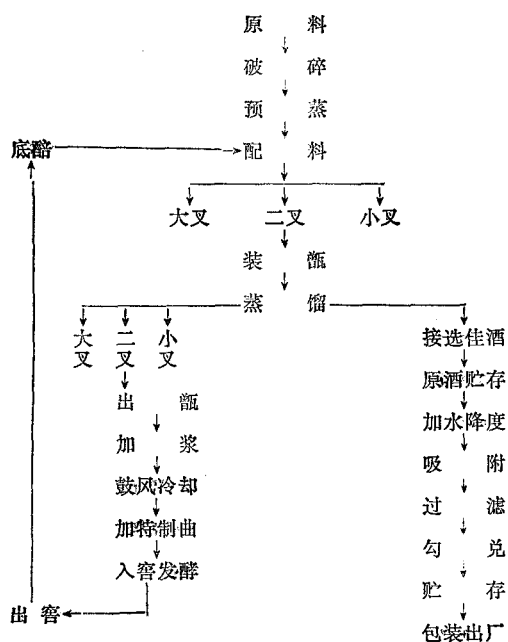 原料
破碎
预蒸
底醅
配料
大叉 二叉 小叉
装甑
蒸馏
大叉 二叉 小叉
出甑
加浆
鼓风冷却
加特制曲
入窖发酵
出窖
接选佳酒
原酒贮存
加水降度
吸附
过滤
勾兑
贮存
包装出厂